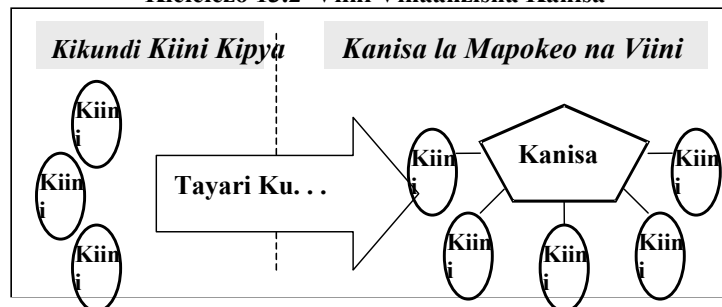 Kielelezo 13.2 Viini Vinaanzisha Kanisa
Kikundi Kiini Kipya
Kanisa la Mapokeo na Viini
Kiin
i
Kiin
i
Kiin
i
Tayari Ku. . .
Kanisa
Kiin
i
Kiin
i
Kiin
i
Kiin
i
Kiin
i